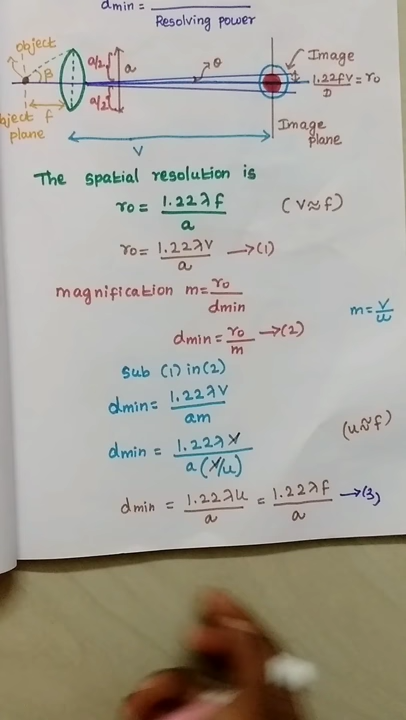 dmin = 
Resolving power
object
β
a/2
a
a/2
θ
Image
1.22fV/D = r₀
object plane
f
Image plane
V
The spatial resolution is
r₀ = 1.22λf/a (V≈f)
r₀ = 1.22λV/a →(1)
magnification m = r₀/dmin
m = V/u
dmin = r₀/m →(2)
Sub (1) in (2)
dmin = 1.22λV/am
dmin = 1.22λV/a(V/u) (u≈f)
dmin = 1.22λu/a = 1.22λf/a →(3)